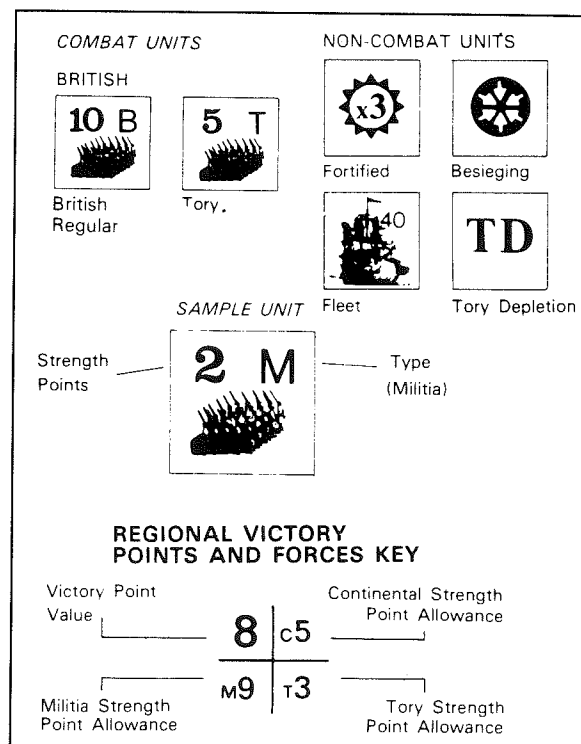 COMBAT UNITS
BRITISH
10 B
5 T
British
Regular
Tory.
NON-COMBAT UNITS
x3
Fortified
Besieging
40
Fleet
TD
Tory Depletion
SAMPLE UNIT
Strength
Points
2 M
Type
(Militia)
REGIONAL VICTORY
POINTS AND FORCES KEY
Victory Point
Value
Continental Strength
Point Allowance
8 C5
M9 T3
Militia Strength
Point Allowance
Tory Strength
Point Allowance